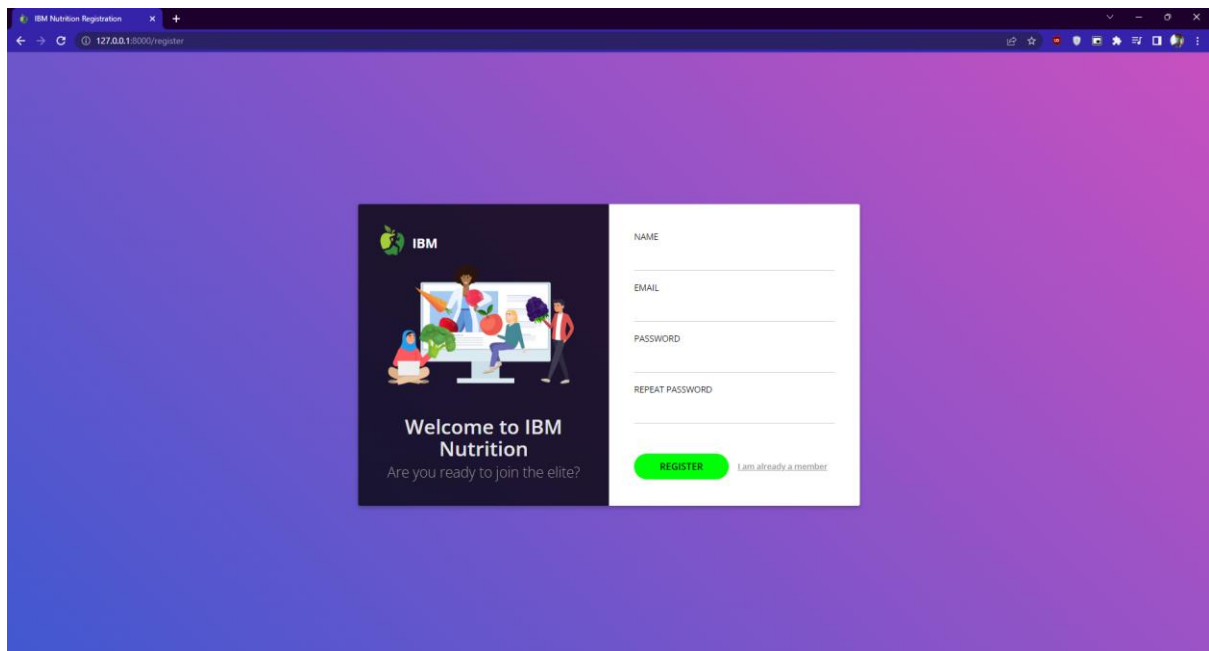 IBM Nutrition Registration
127.0.0.1:8000/register
IBM
Welcome to IBM
Nutrition
Are you ready to join the elite?
NAME
EMAIL
PASSWORD
REPEAT PASSWORD
REGISTER I am already a member